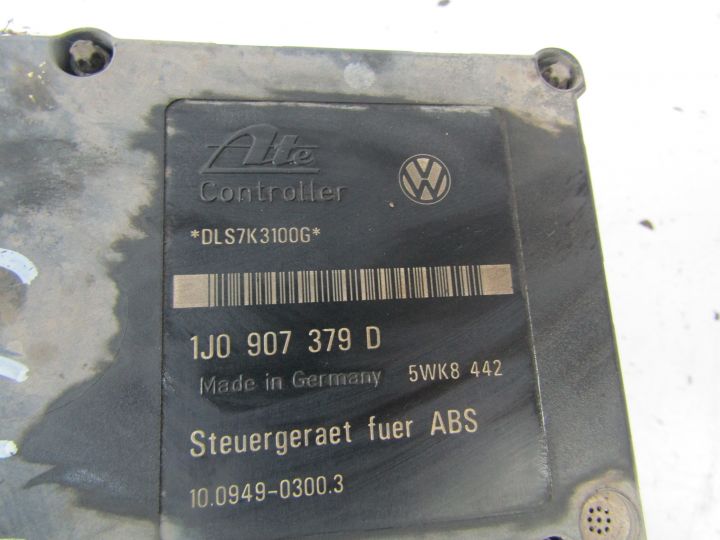 Ate
Controller
*DLS7K3100G*
1J0 907 379 D
Made in Germany 5WK8 442
Steuergeraet fuer ABS
10.0949-0300.3